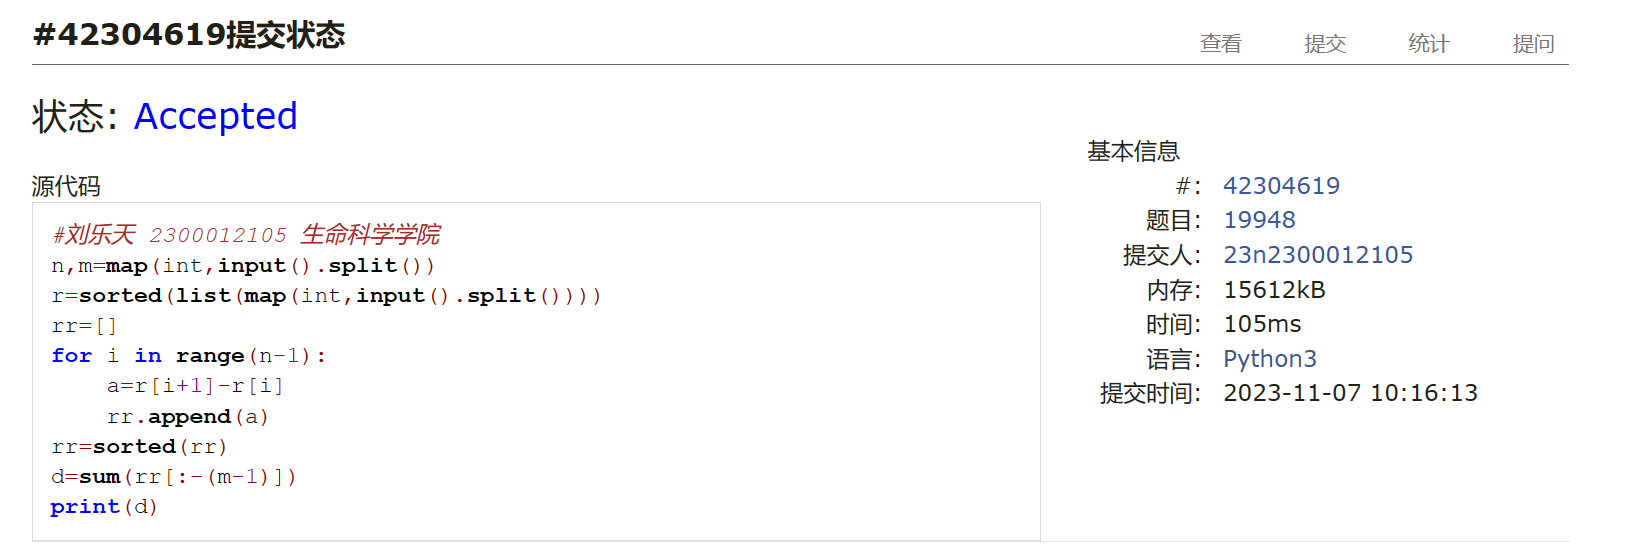 #42304619提交状态
查看 提交 统计 提问
状态: Accepted
源代码
#刘乐天 2300012105 生命科学学院
n,m=map(int,input().split())
r=sorted(list(map(int,input().split())))
rr=[]
for i in range(n-1):
    a=r[i+1]-r[i]
    rr.append(a)
rr=sorted(rr)
d=sum(rr[:-(m-1)])
print(d)
基本信息
#: 42304619
题目: 19948
提交人: 23n2300012105
内存: 15612kB
时间: 105ms
语言: Python3
提交时间: 2023-11-07 10:16:13